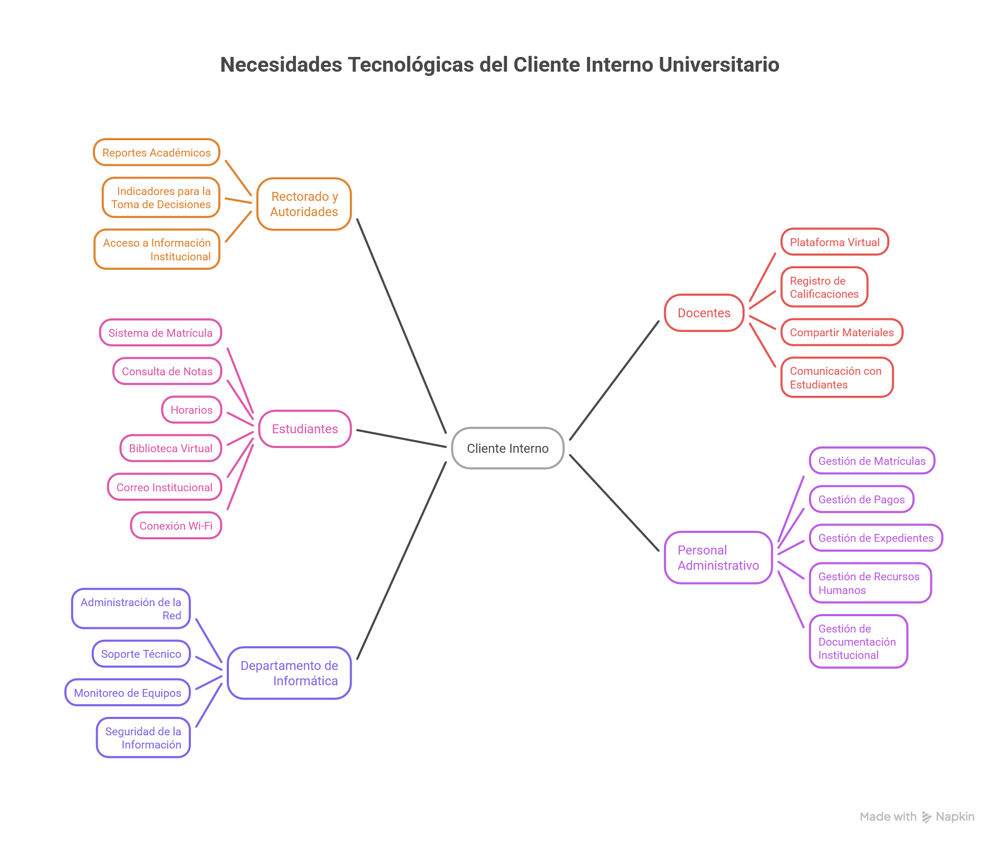 Necesidades Tecnológicas del Cliente Interno Universitario
Reportes Académicos
Indicadores para la
Toma de Decisiones
Acceso a Información
Institucional
Rectorado y
Autoridades
Sistema de Matrícula
Consulta de Notas
Horarios
Biblioteca Virtual
Correo Institucional
Conexión Wi-Fi
Estudiantes
Administración de la
Red
Soporte Técnico
Monitoreo de Equipos
Seguridad de la
Información
Departamento de
Informática
Cliente Interno
Docentes
Plataforma Virtual
Registro de
Calificaciones
Compartir Materiales
Comunicación con
Estudiantes
Personal
Administrativo
Gestión de Matrículas
Gestión de Pagos
Gestión de Expedientes
Gestión de Recursos
Humanos
Gestión de
Documentación
Institucional
Made with Napkin